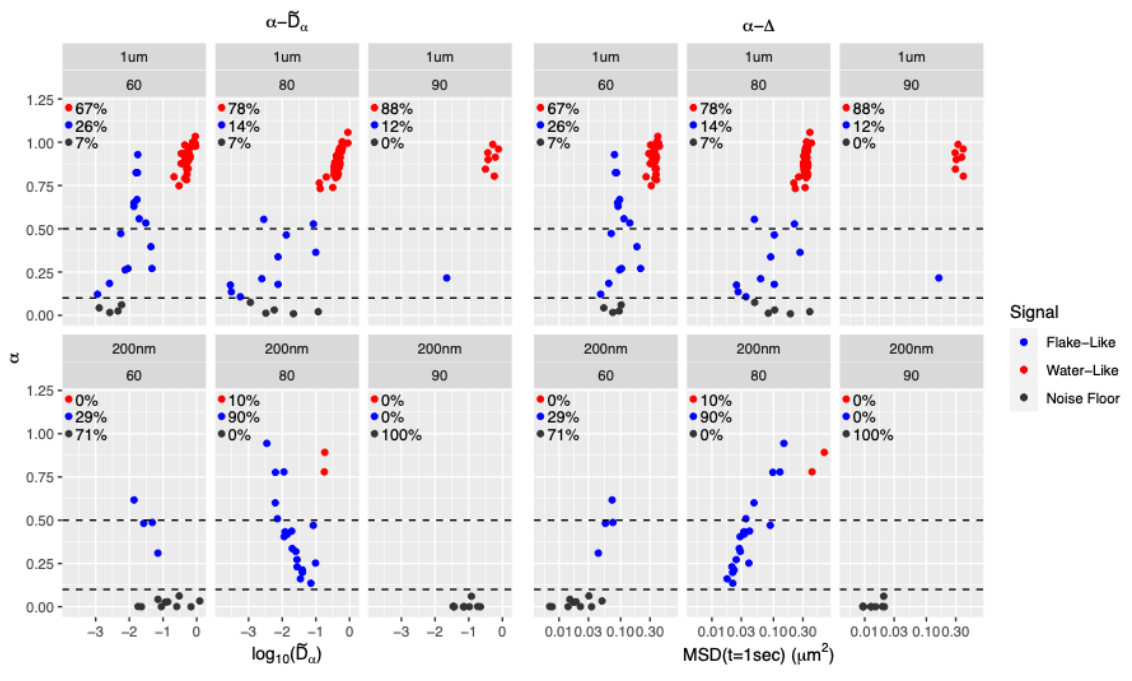 α−D̃α α−Δ
1um 1um 1um 1um 1um 1um
60 80 90 60 80 90
1.25
67% 78% 88% 67% 78% 88%
26% 14% 12% 26% 14% 12%
7% 7% 0% 7% 7% 0%
1.00
0.75
0.50
0.25
0.00
Signal
Flake−Like
Water−Like
Noise Floor
α
200nm 200nm 200nm 200nm 200nm 200nm
60 80 90 60 80 90
1.25
0% 10% 0% 0% 10% 0%
29% 90% 0% 29% 90% 0%
71% 0% 100% 71% 0% 100%
1.00
0.75
0.50
0.25
0.00
−3 −2 −1 0 −3 −2 −1 0 −3 −2 −1 0 0.01 0.03 0.10 0.30 0.01 0.03 0.10 0.30 0.01 0.03 0.10 0.30
log10(D̃α) MSD(t=1sec) (μm²)